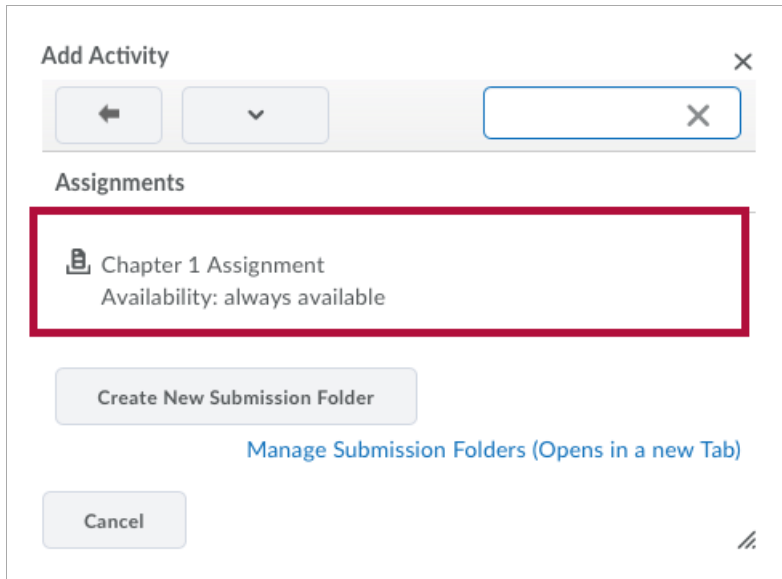 Add Activity
Assignments
Chapter 1 Assignment
Availability: always available
Create New Submission Folder
Manage Submission Folders (Opens in a new Tab)
Cancel